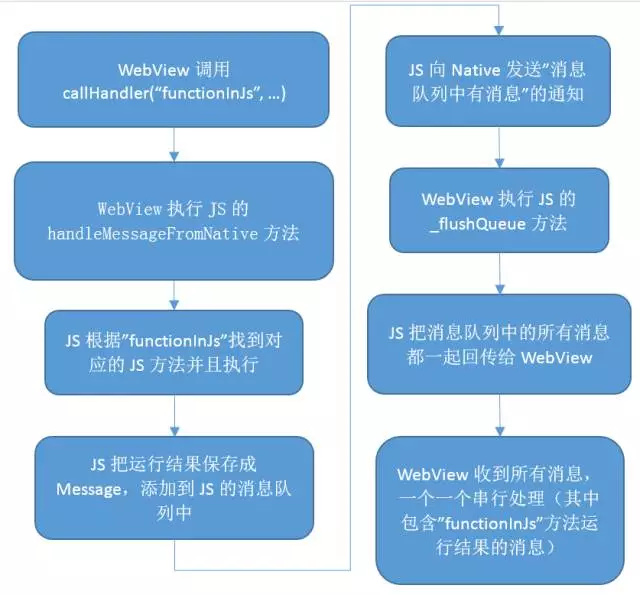 WebView 调用
callHandler(“functionInJs”, …)
WebView 执行 JS 的
handleMessageFromNative 方法
JS 根据”functionInJs”找到对
应的 JS 方法并且执行
JS 把运行结果保存成
Message，添加到 JS 的消息队
列中
JS 向 Native 发送”消息
队列中有消息”的通知
WebView 执行 JS 的
_flushQueue 方法
JS 把消息队列中的所有消息
都一起回传给 WebView
WebView 收到所有消息，
一个一个串行处理（其中
包含”functionInJs”方法运
行结果的消息）